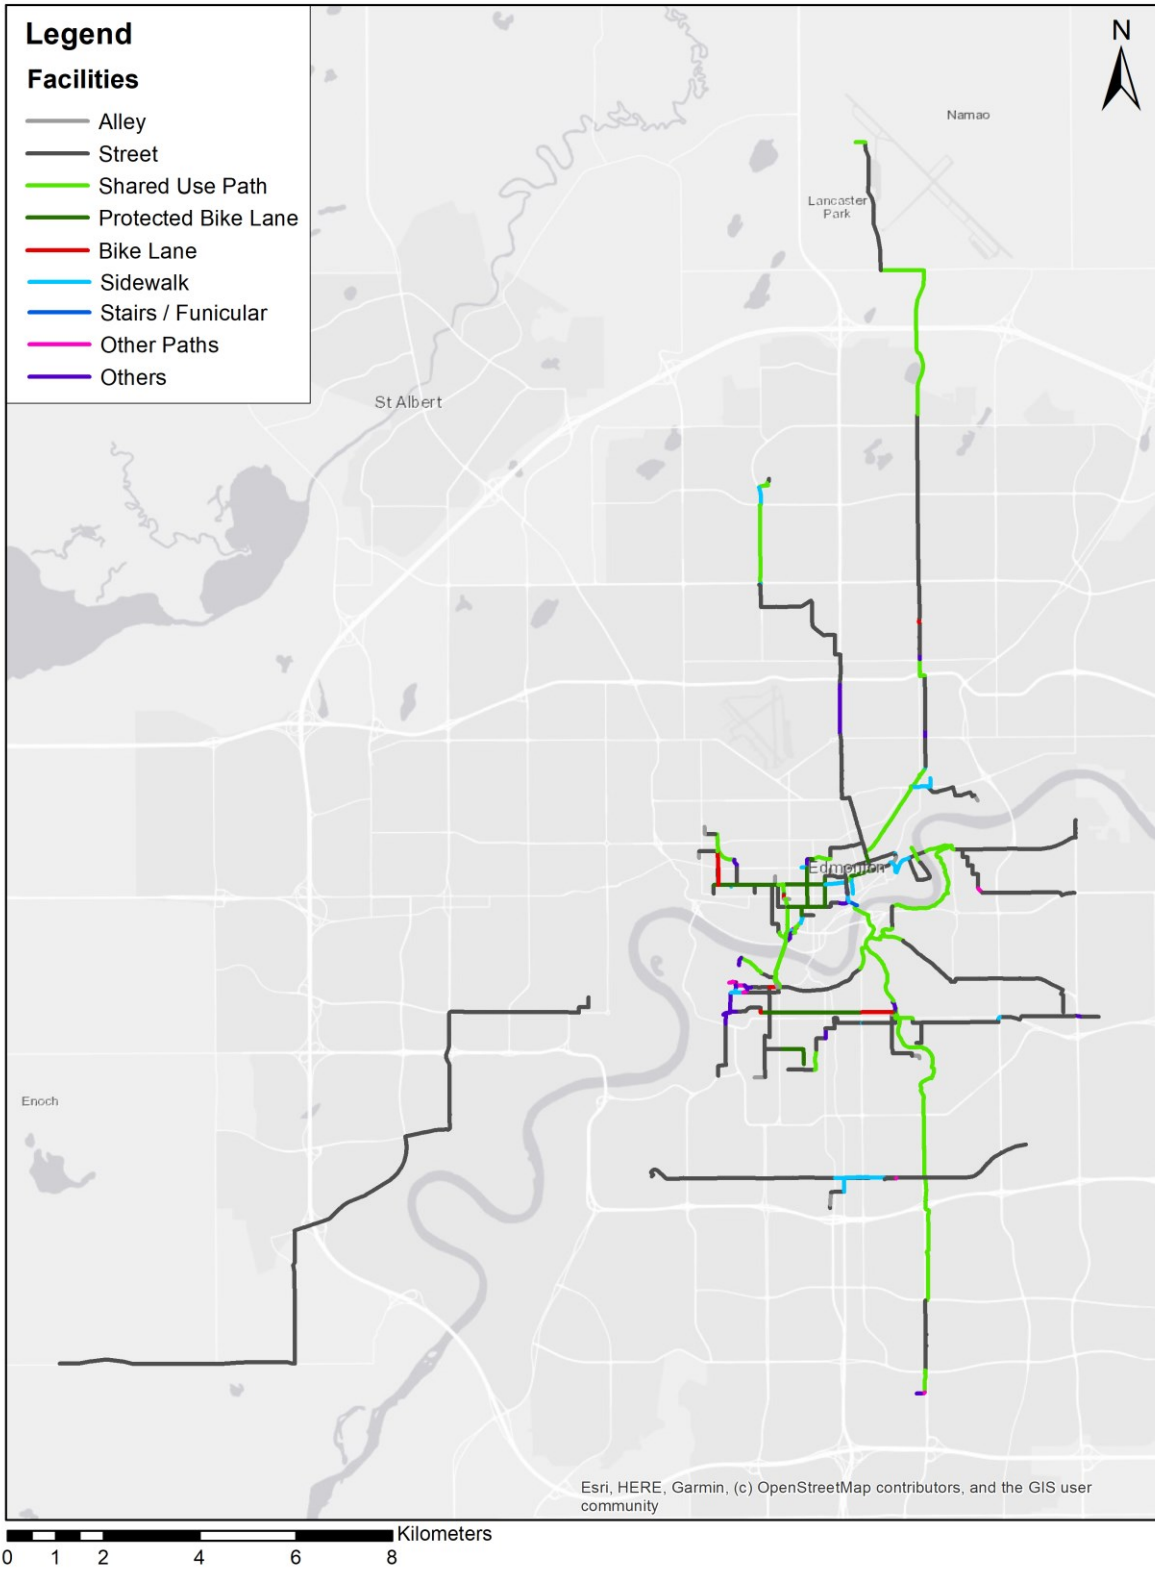 Legend
Facilities
Alley
Street
Shared Use Path
Protected Bike Lane
Bike Lane
Sidewalk
Stairs / Funicular
Other Paths
Others
N
Namao
Lancaster
Park
St Albert
Edmonton
Enoch
Esri, HERE, Garmin, (c) OpenStreetMap contributors, and the GIS user
community
Kilometers
0 1 2 4 6 8